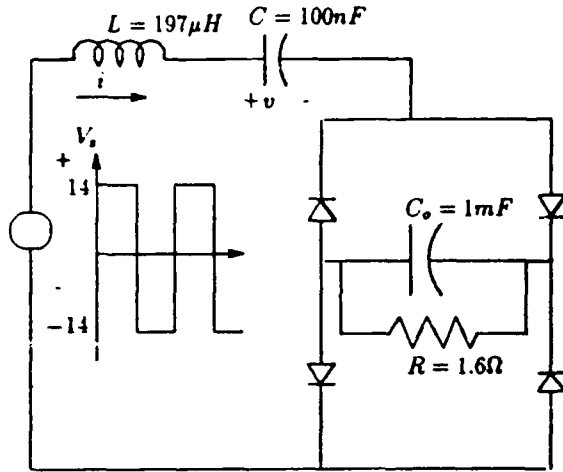 L = 197μH
C = 100nF
i
+ v -
V_s
+
14
-
-14
C_o = 1mF
R = 1.6Ω